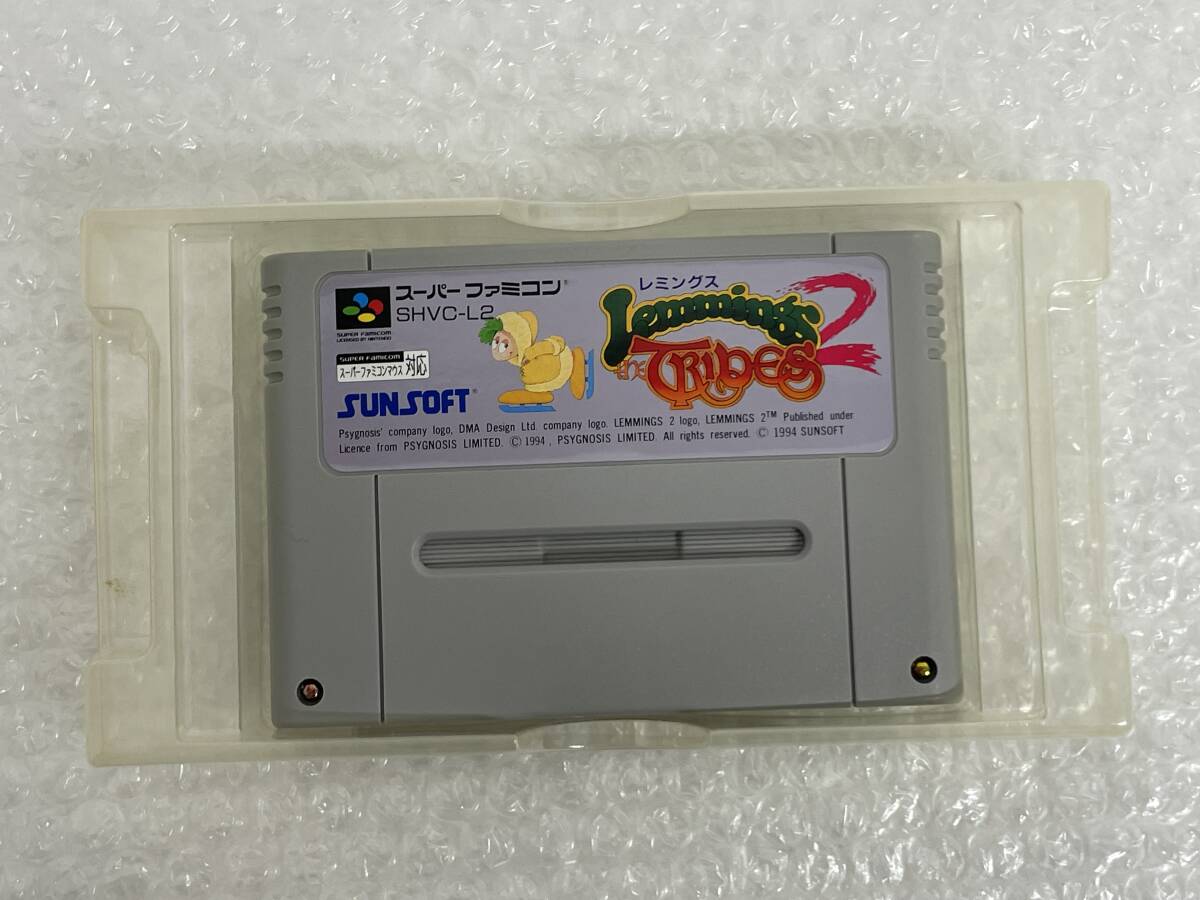 スーパーファミコン
SHVC-L2
SUPER FAMICOM
LICENSED BY NINTENDO
SUPER FAMICOM
スーパーファミコンマウス 対応
SUNSOFT®
レミングス
Lemmings 2
the TRIBES
Psygnosis' company logo, DMA Design Ltd. company logo. LEMMINGS 2 logo, LEMMINGS 2™ Published under
Licence from PSYGNOSIS LIMITED. © 1994 , PSYGNOSIS LIMITED. All rights reserved. © 1994 SUNSOFT